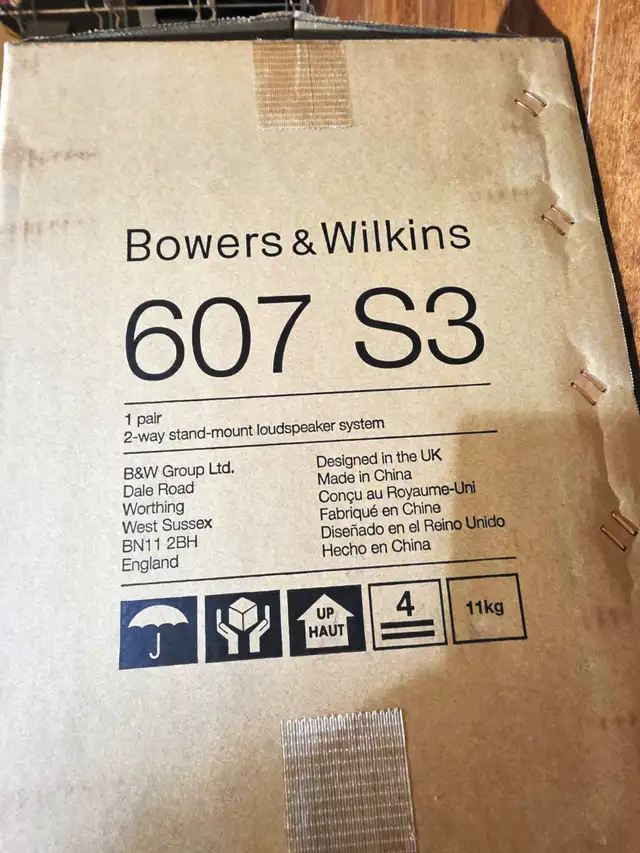 Bowers & Wilkins
607 S3
1 pair
2-way stand-mount loudspeaker system
B&W Group Ltd.
Dale Road
Worthing
West Sussex
BN11 2BH
England
Designed in the UK
Made in China
Conçu au Royaume-Uni
Fabriqué en Chine
Diseñado en el Reino Unido
Hecho en China
UP
HAUT
4
11kg